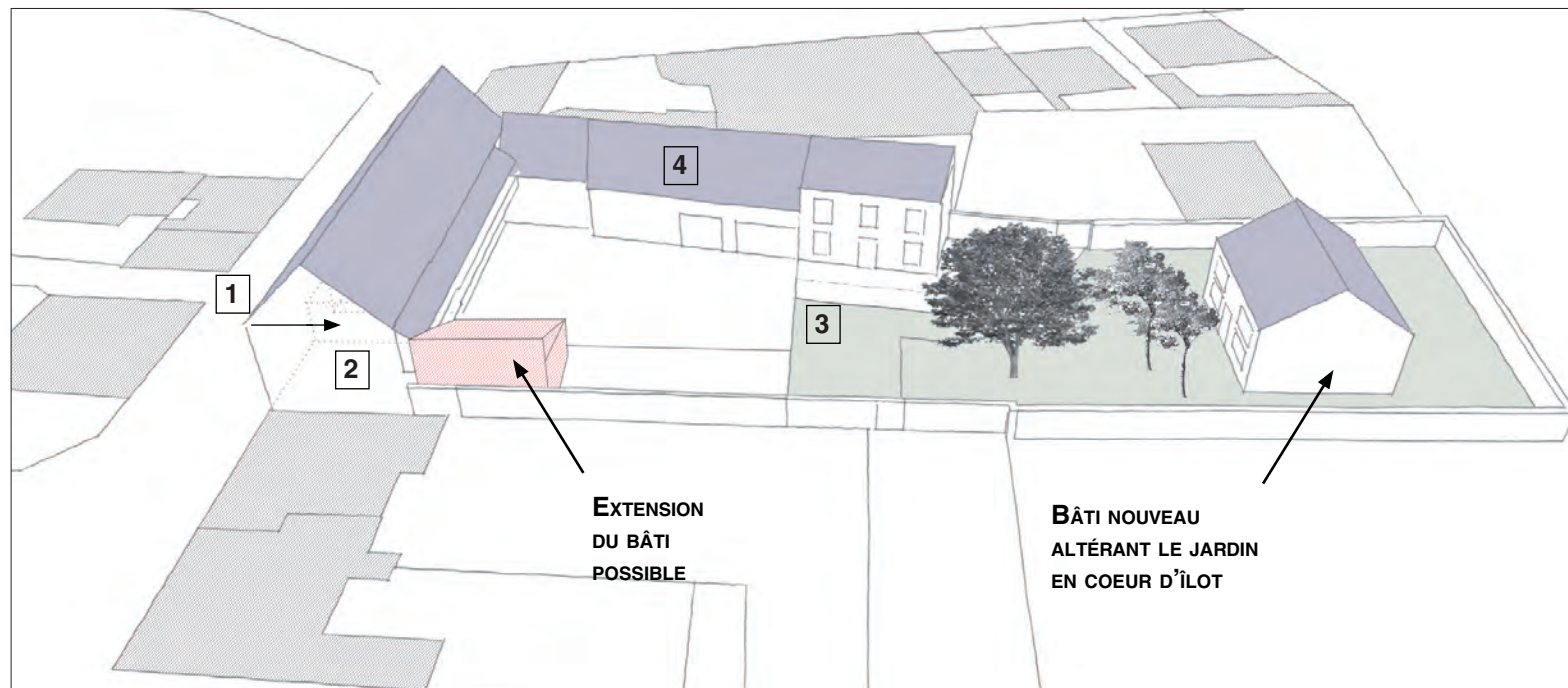 4
1
3
2
EXTENSION
DU BÂTI
POSSIBLE
BÂTI NOUVEAU
ALTÉRANT LE JARDIN
EN COEUR D'ÎLOT